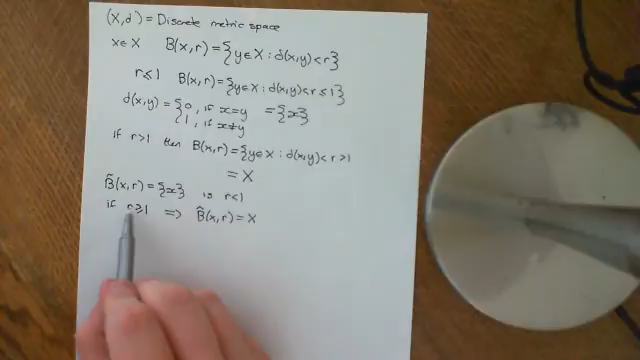 (X,d) = Discrete metric space
x∈X B(x,r) = {y∈X : d(x,y)<r}
r≤1 B(x,r) = {y∈X : d(x,y)<r≤1}
d(x,y) = {0, if x=y = {x}
1, if x≠y
if r>1 then B(x,r) = {y∈X : d(x,y)<r>1}
= X
B̃(x,r) = {x} is r<1
if r≥1 ⇒ B̃(x,r) = X